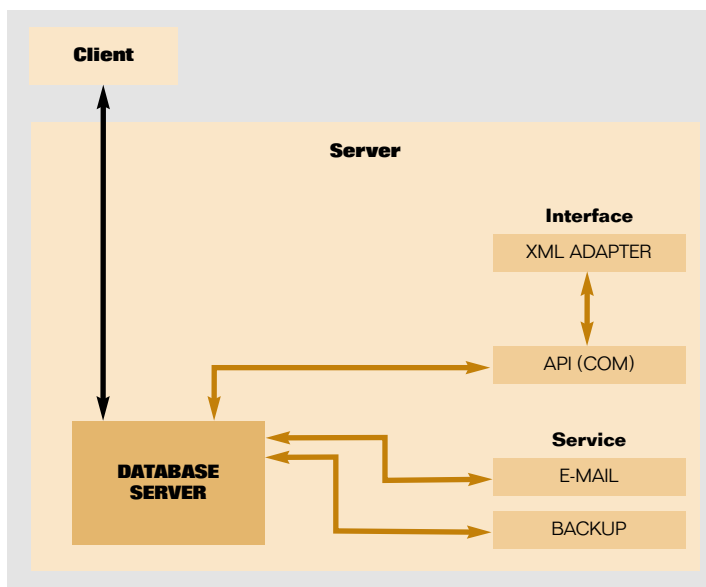 Client
Server
Interface
XML ADAPTER
API (COM)
DATABASE
SERVER
Service
E-MAIL
BACKUP